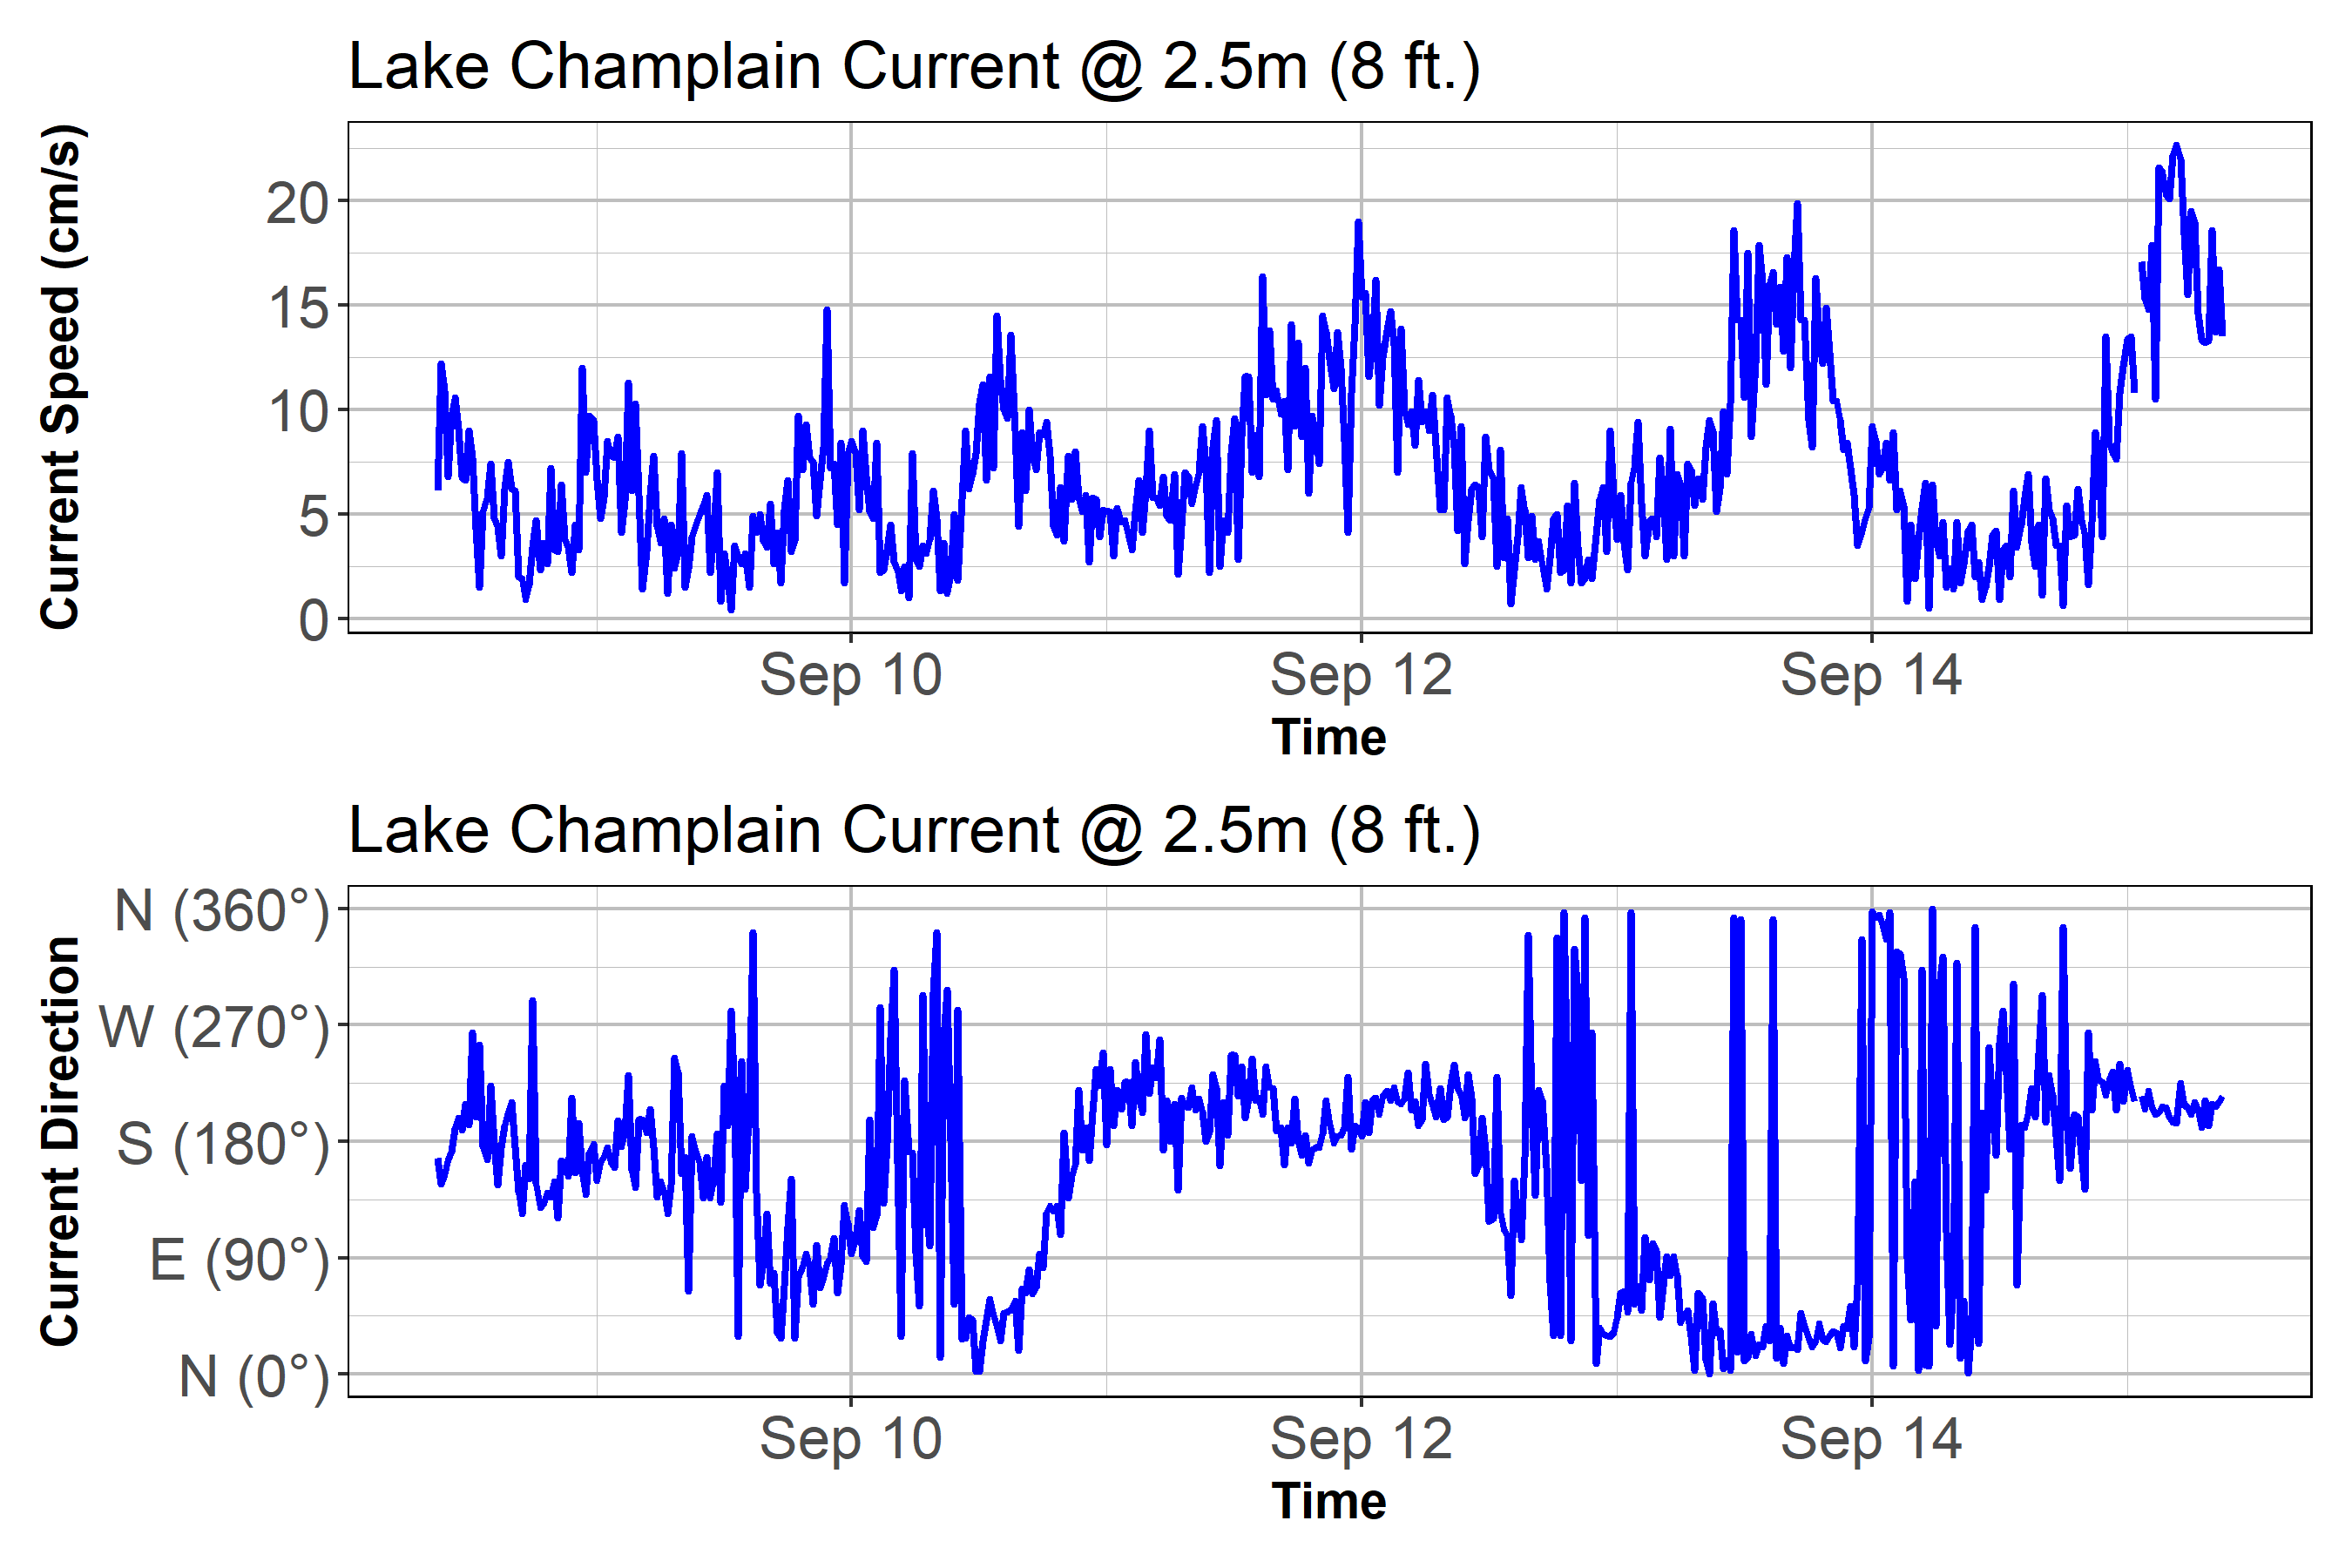 Lake Champlain Current @ 2.5m (8 ft.)
Current Speed (cm/s)
20
15
10
5
0
Sep 10 Sep 12 Sep 14
Time
Lake Champlain Current @ 2.5m (8 ft.)
Current Direction
N (360°)
W (270°)
S (180°)
E (90°)
N (0°)
Sep 10 Sep 12 Sep 14
Time